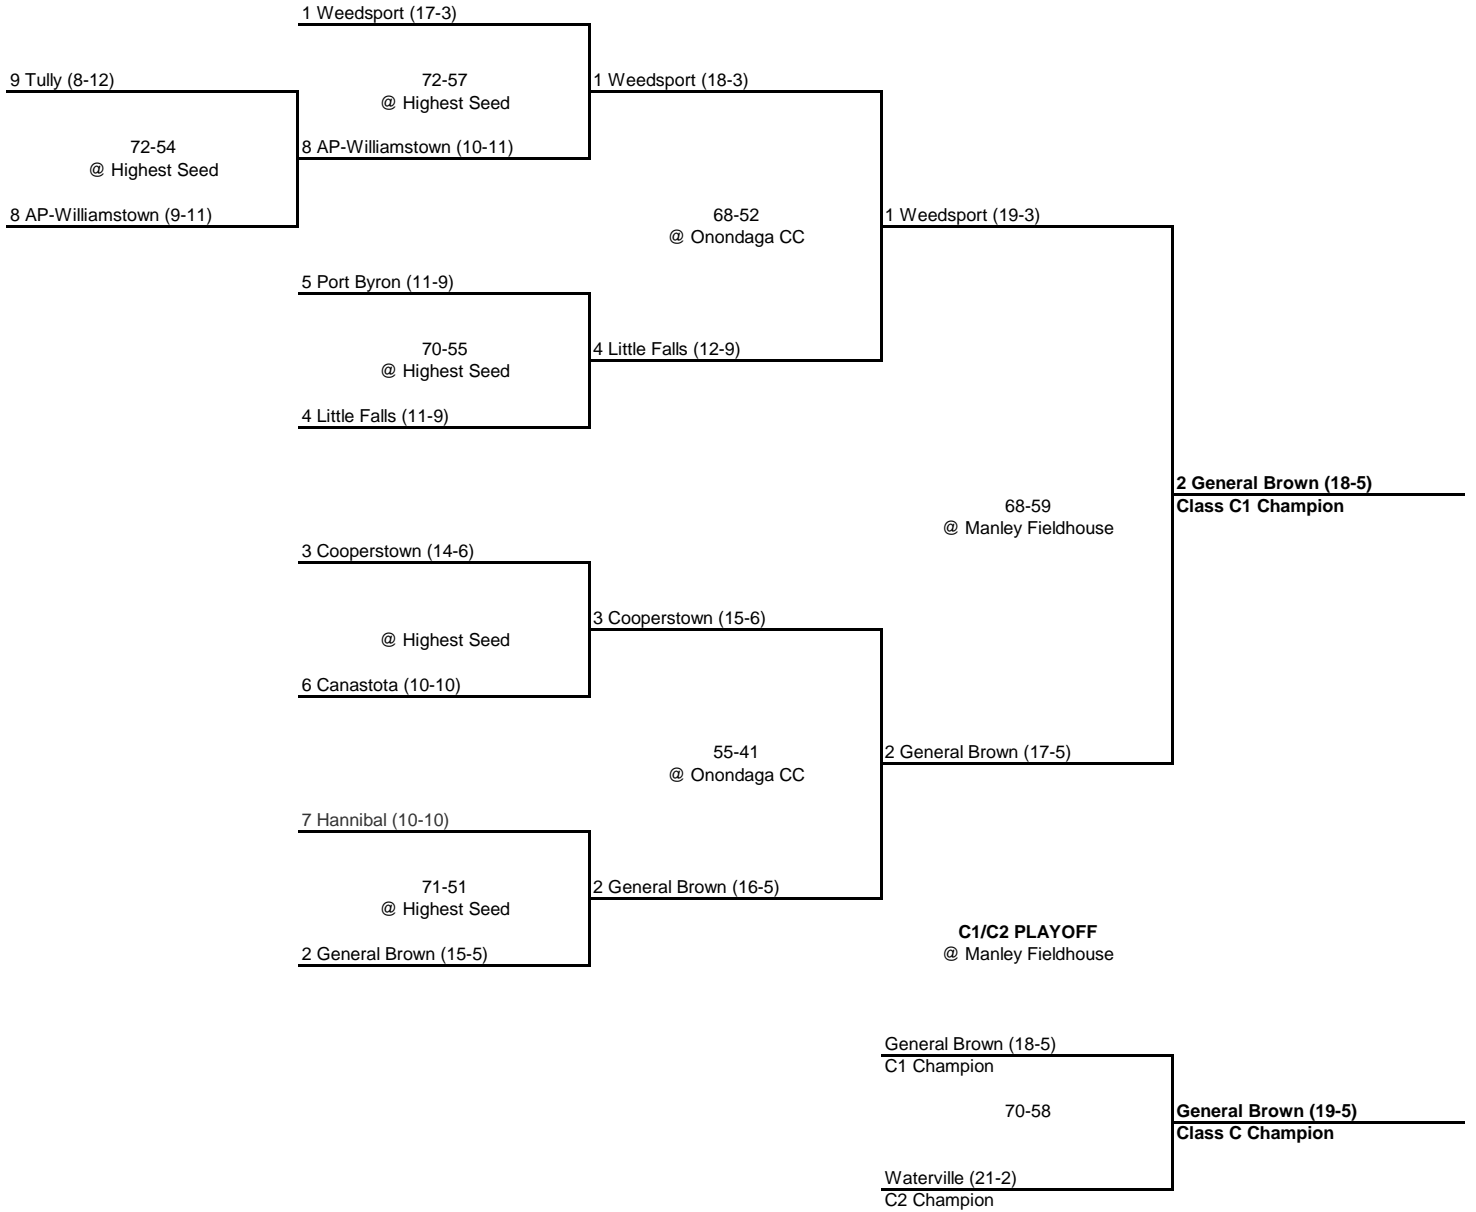 1 Weedsport (17-3)
9 Tully (8-12)
72-57
@ Highest Seed
1 Weedsport (18-3)
72-54
@ Highest Seed
8 AP-Williamstown (10-11)
8 AP-Williamstown (9-11)
68-52
@ Onondaga CC
1 Weedsport (19-3)
5 Port Byron (11-9)
70-55
@ Highest Seed
4 Little Falls (12-9)
4 Little Falls (11-9)
2 General Brown (18-5)
Class C1 Champion
68-59
@ Manley Fieldhouse
3 Cooperstown (14-6)
3 Cooperstown (15-6)
@ Highest Seed
6 Canastota (10-10)
55-41
@ Onondaga CC
2 General Brown (17-5)
7 Hannibal (10-10)
71-51
@ Highest Seed
2 General Brown (16-5)
2 General Brown (15-5)
C1/C2 PLAYOFF
@ Manley Fieldhouse
General Brown (18-5)
C1 Champion
70-58
General Brown (19-5)
Class C Champion
Waterville (21-2)
C2 Champion